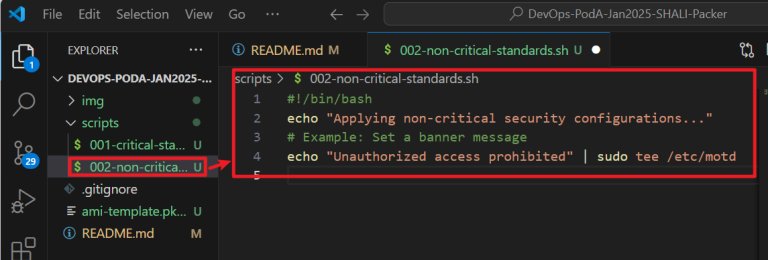 File Edit Selection View Go ...
DevOps-PodA-Jan2025-SHALI-Packer
1
29
EXPLORER ...
DEVOPS-PODA-JAN2025-...
img
scripts
$ 001-critical-sta... U
$ 002-non-critica... U
.gitignore
ami-template.pk... U
README.md M
README.md M
$ 002-non-critical-standards.sh U
scripts > $ 002-non-critical-standards.sh
1 #!/bin/bash
2 echo "Applying non-critical security configurations..."
3 # Example: Set a banner message
4 echo "Unauthorized access prohibited" | sudo tee /etc/motd
5